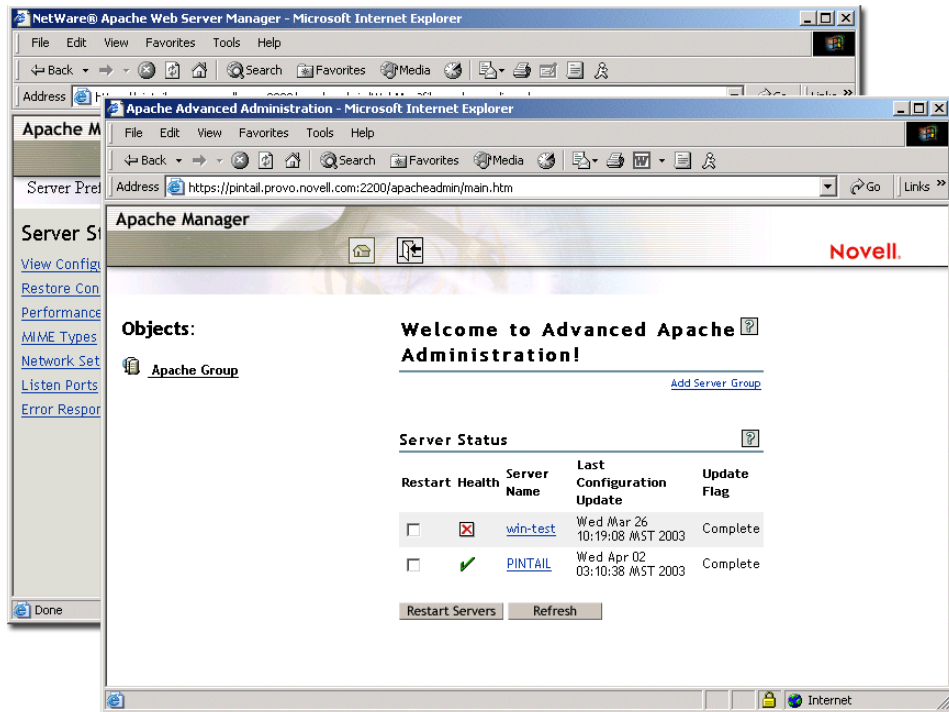 NetWare® Apache Web Server Manager - Microsoft Internet Explorer
File Edit View Favorites Tools Help
Back Search Favorites Media
Address
Links »
Apache M
Server Pref
Server St
View Configu
Restore Con
Performance
MIME Types
Network Set
Listen Ports
Error Respor
Done
Apache Advanced Administration - Microsoft Internet Explorer
File Edit View Favorites Tools Help
Back Search Favorites Media
Address https://pintail.provo.novell.com:2200/apacheadmin/main.htm Go Links »
Apache Manager
Novell.
Objects:
Apache Group
Welcome to Advanced Apache ?
Administration!
Add Server Group
Server Status ?
Restart Health Server Name Last Configuration Update Update Flag
win-test Wed Mar 26 10:19:08 MST 2003 Complete
PINTAIL Wed Apr 02 03:10:38 MST 2003 Complete
Restart Servers Refresh
Internet